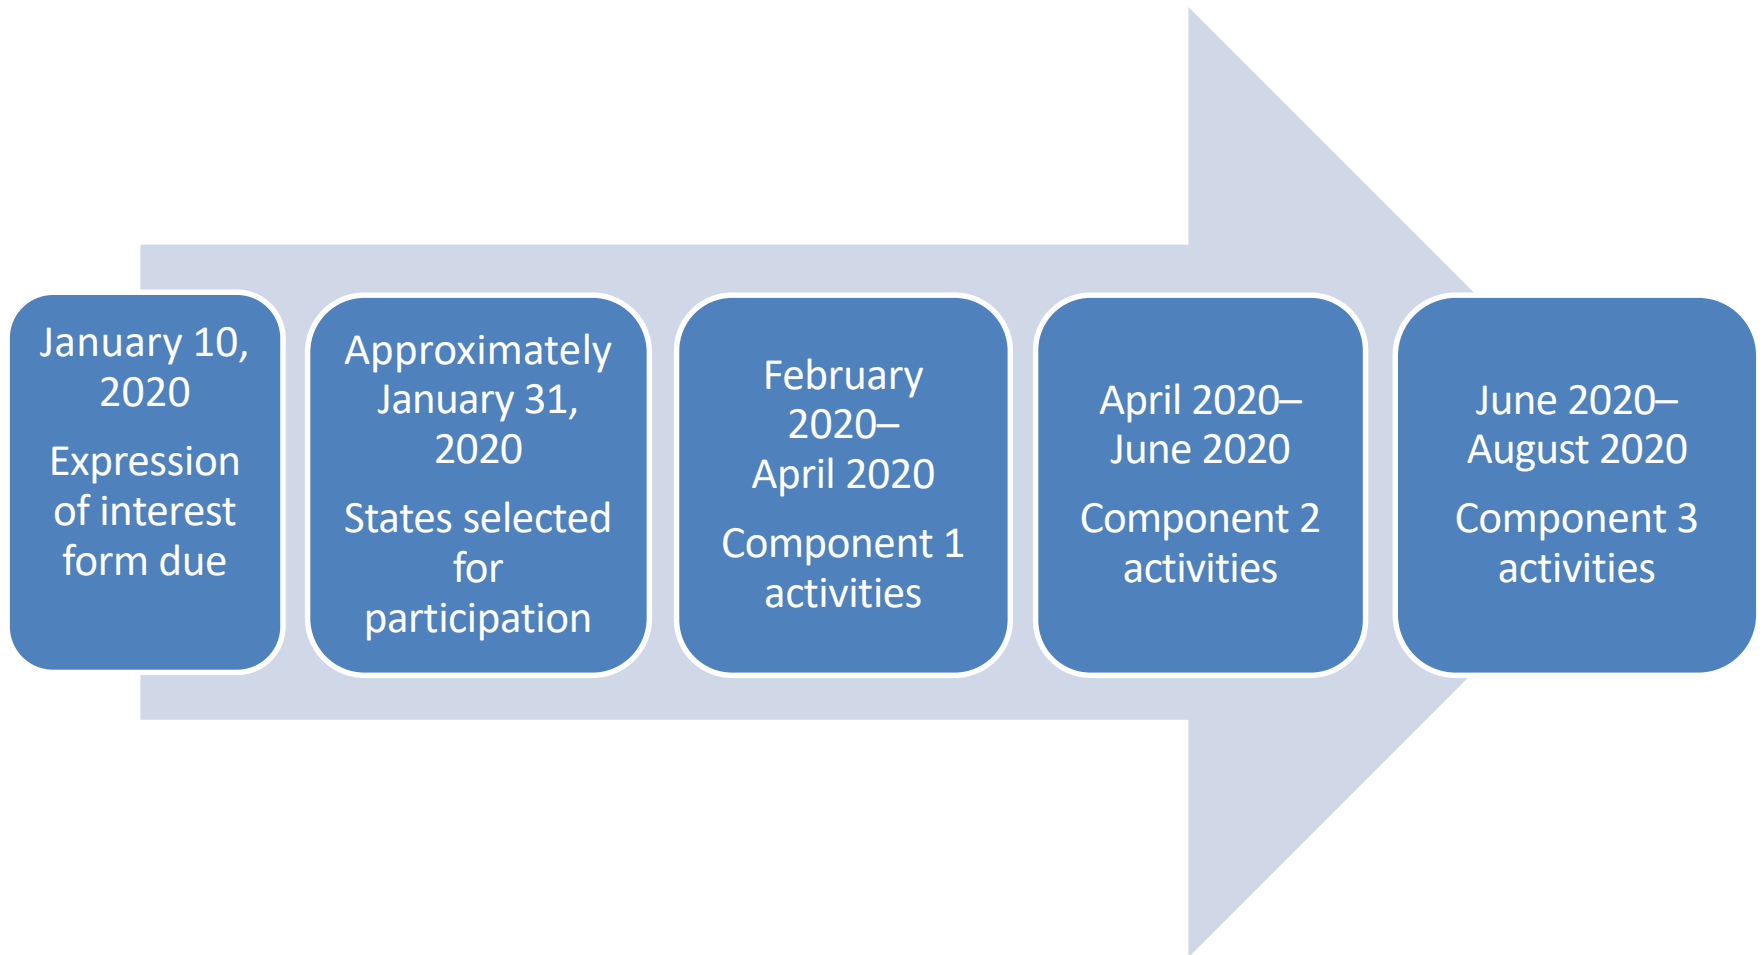 January 10,
2020
Expression
of interest
form due
Approximately
January 31,
2020
States selected
for
participation
February
2020–
April 2020
Component 1
activities
April 2020–
June 2020
Component 2
activities
June 2020–
August 2020
Component 3
activities